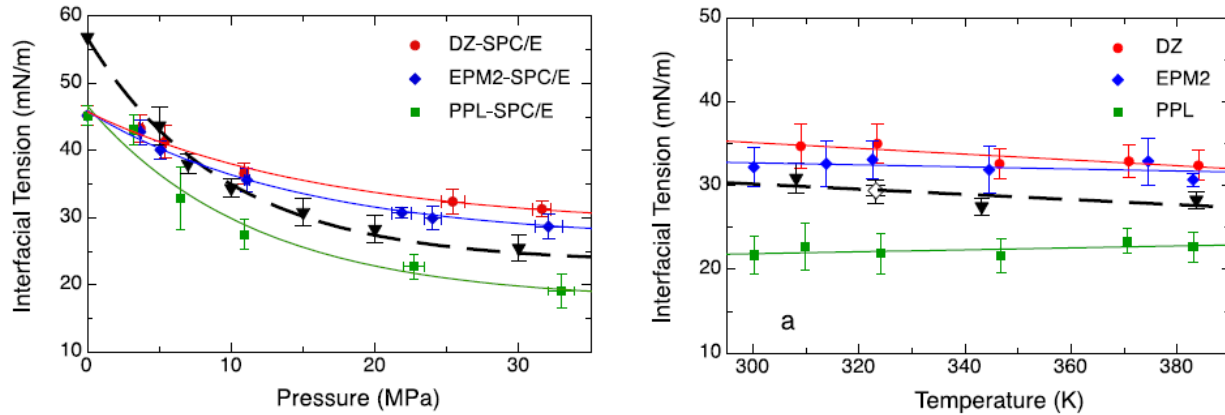 Interfacial Tension (mN/m)
60
50
40
30
20
10
0
10
20
30
Pressure (MPa)
DZ-SPC/E
EPM2-SPC/E
PPL-SPC/E
Interfacial Tension (mN/m)
50
40
30
20
10
300
320
340
360
380
Temperature (K)
DZ
EPM2
PPL
a